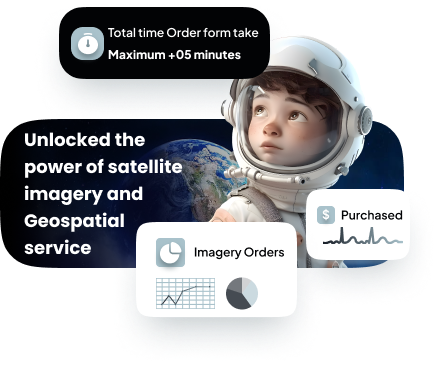 Total time Order form take
Maximum +05 minutes
Unlocked the
power of satellite
imagery and
Geospatial
service
$ Purchased
Imagery Orders